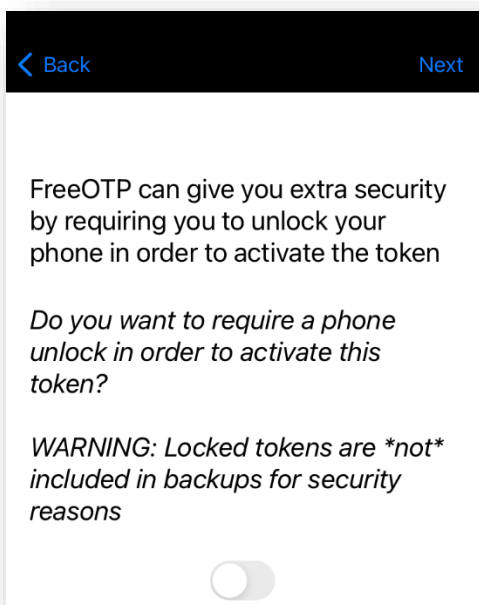 Back
Next
FreeOTP can give you extra security
by requiring you to unlock your
phone in order to activate the token
Do you want to require a phone
unlock in order to activate this
token?
WARNING: Locked tokens are *not*
included in backups for security
reasons